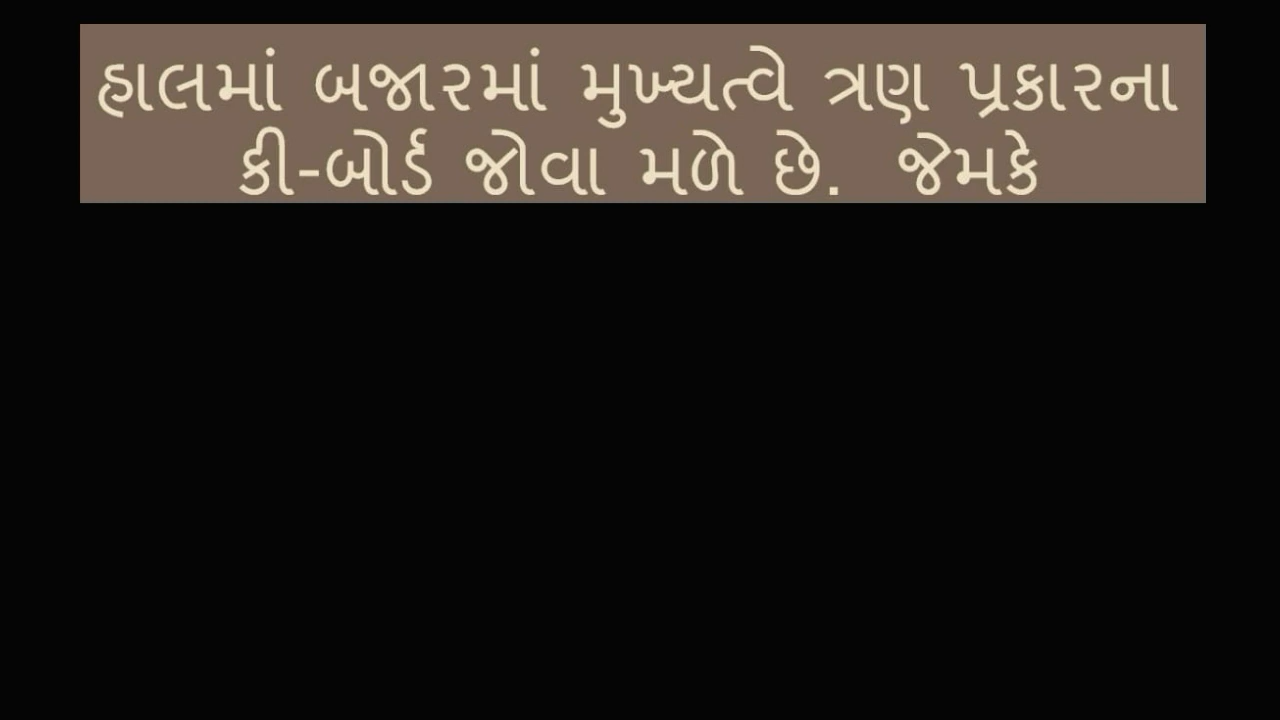 હાલમાં બજારમાં મુખ્યત્વે ત્રણ પ્રકારના
કી-બોર્ડ જોવા મળે છે.  જેમકે